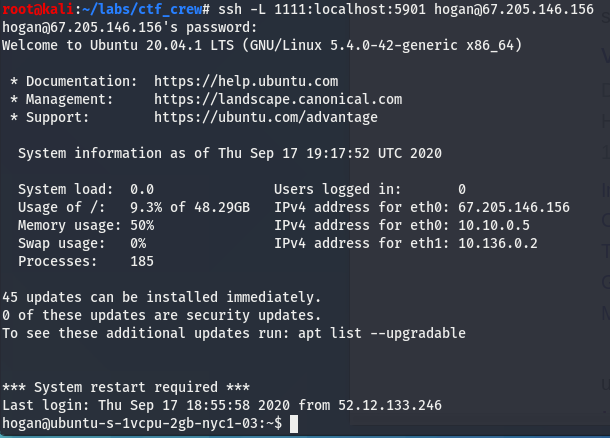 root@kali:~/labs/ctf_crew# ssh -L 1111:localhost:5901 hogan@67.205.146.156
hogan@67.205.146.156's password:
Welcome to Ubuntu 20.04.1 LTS (GNU/Linux 5.4.0-42-generic x86_64)
* Documentation:  https://help.ubuntu.com
* Management:     https://landscape.canonical.com
* Support:        https://ubuntu.com/advantage
System information as of Thu Sep 17 19:17:52 UTC 2020
System load:  0.0               Users logged in:       0
Usage of /:   9.3% of 48.29GB   IPv4 address for eth0: 67.205.146.156
Memory usage: 50%               IPv4 address for eth0: 10.10.0.5
Swap usage:   0%                IPv4 address for eth1: 10.136.0.2
Processes:    185
45 updates can be installed immediately.
0 of these updates are security updates.
To see these additional updates run: apt list --upgradable
*** System restart required ***
Last login: Thu Sep 17 18:55:58 2020 from 52.12.133.246
hogan@ubuntu-s-1vcpu-2gb-nyc1-03:~$